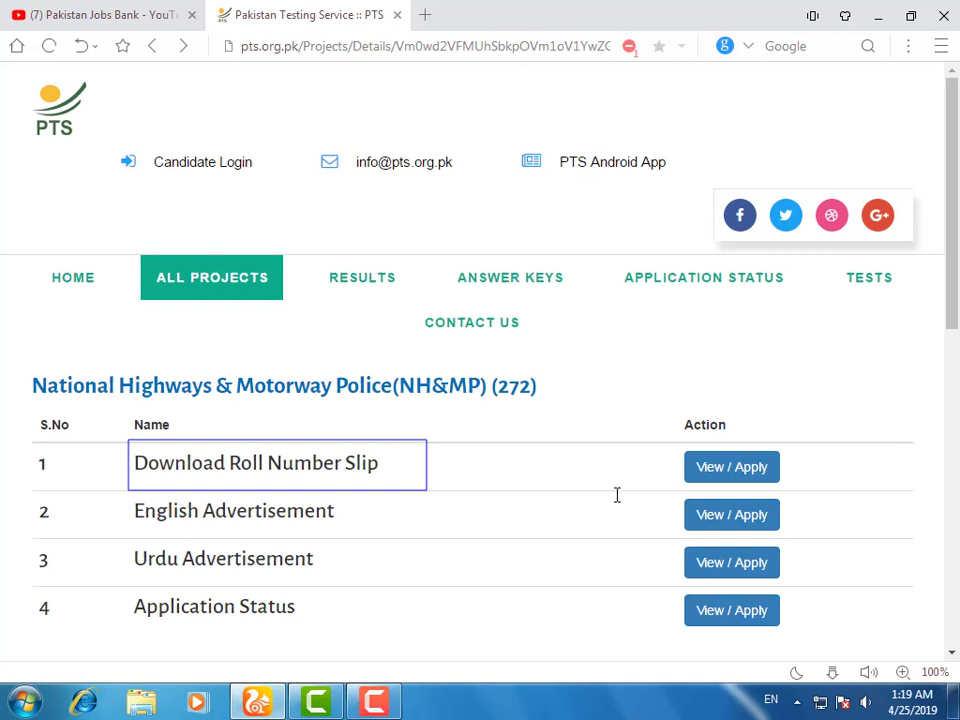 (7) Pakistan Jobs Bank - YouTu
Pakistan Testing Service :: PTS
pts.org.pk/Projects/Details/Vm0wd2VFMUhSbkpOVm1oV1YwZC
1
g
Google
PTS
Candidate Login
info@pts.org.pk
PTS Android App
HOME
ALL PROJECTS
RESULTS
ANSWER KEYS
APPLICATION STATUS
TESTS
CONTACT US
National Highways & Motorway Police(NH&MP) (272)
S.No Name Action
1 Download Roll Number Slip View / Apply
2 English Advertisement View / Apply
3 Urdu Advertisement View / Apply
4 Application Status View / Apply
100%
EN
1:19 AM
4/25/2019